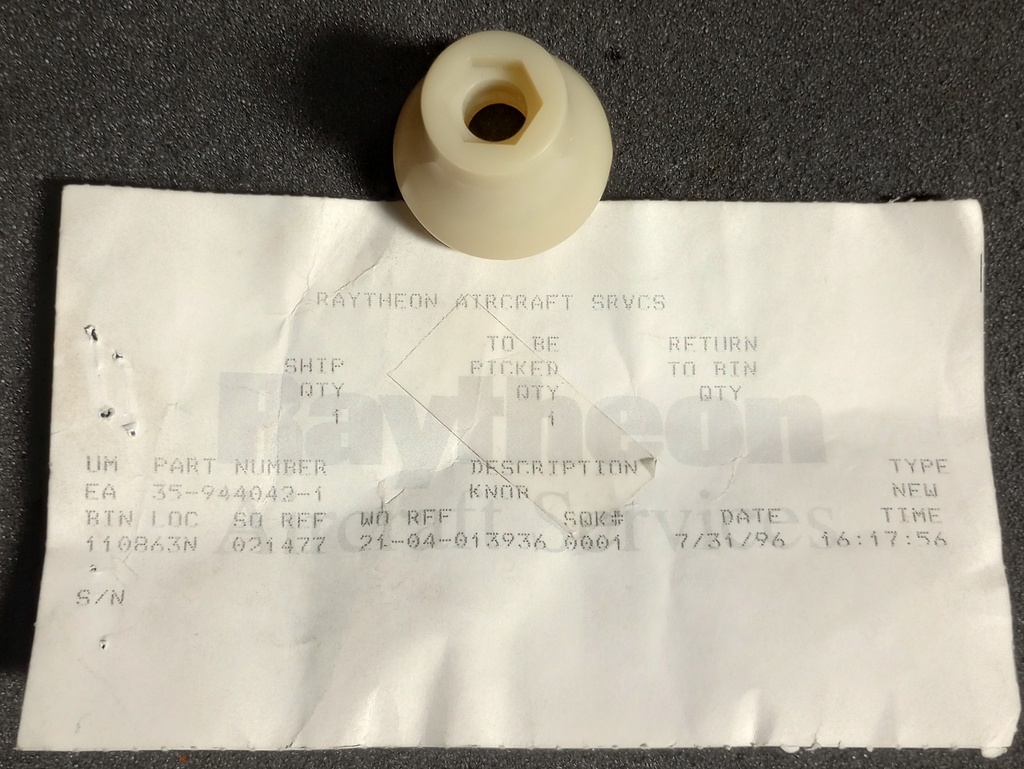 RAYTHEON AIRCRAFT SRVCS
TO BE RETURN
SHIP PICKED TO BIN
QTY QTY QTY
1 1
Raytheon
UM PART NUMBER DESCRIPTION TYPE
EA 35-944042-1 KNOB NEW
BIN LOC SO REF WO REF SQK# DATE TIME
110863N 021477 21-04-013936 0001 7/31/96 16:17:56
Aircraft Services
S/N